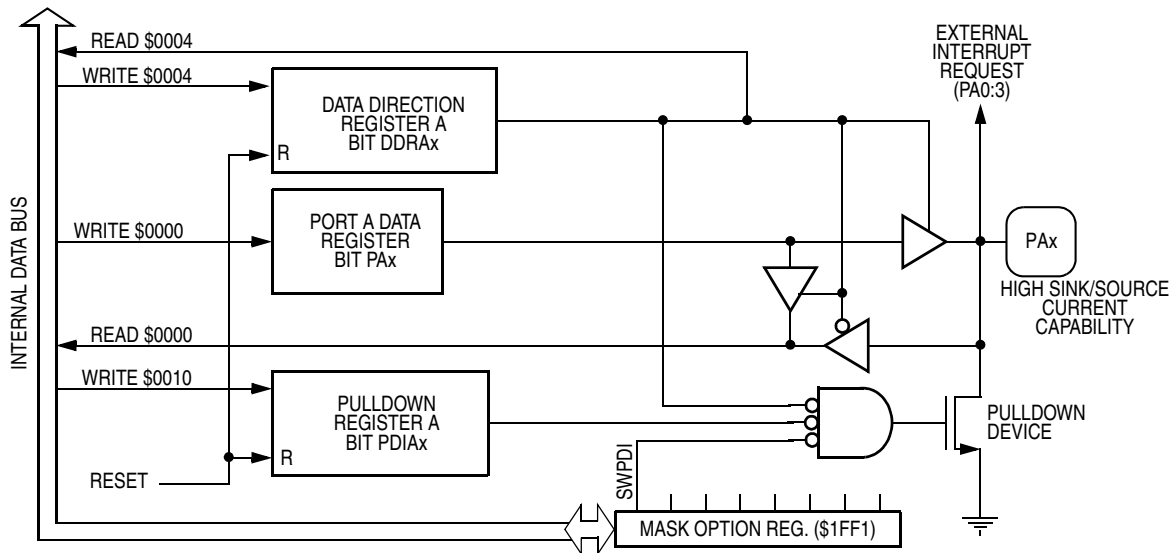 READ $0004
WRITE $0004
DATA DIRECTION
REGISTER A
BIT DDRAx
R
EXTERNAL
INTERRUPT
REQUEST
(PA0:3)
INTERNAL DATA BUS
WRITE $0000
PORT A DATA
REGISTER
BIT PAx
PAx
HIGH SINK/SOURCE
CURRENT
CAPABILITY
READ $0000
WRITE $0010
PULLDOWN
REGISTER A
BIT PDIAx
R
RESET
PULLDOWN
DEVICE
SWPDI
MASK OPTION REG. ($1FF1)